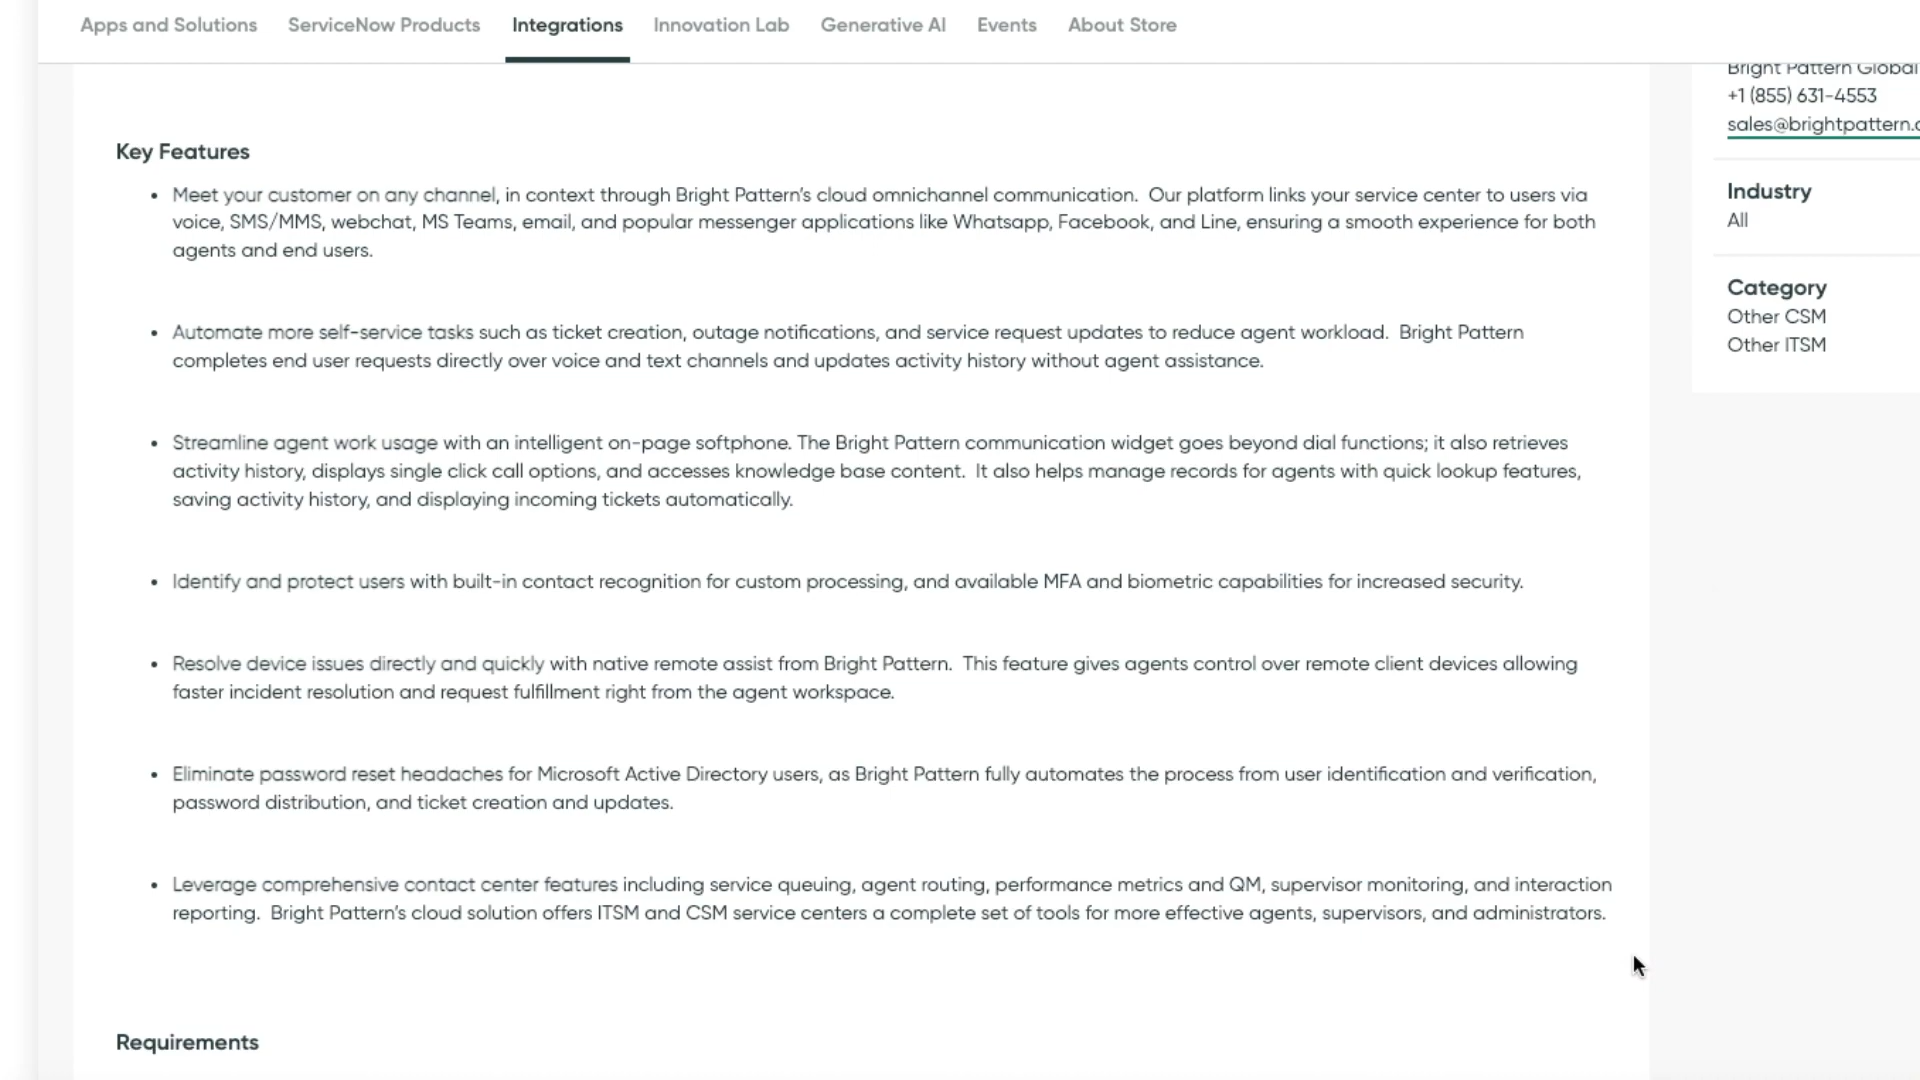 Apps and Solutions ServiceNow Products Integrations Innovation Lab Generative AI Events About Store
Key Features
• Meet your customer on any channel, in context through Bright Pattern's cloud omnichannel communication.  Our platform links your service center to users via
voice, SMS/MMS, webchat, MS Teams, email, and popular messenger applications like Whatsapp, Facebook, and Line, ensuring a smooth experience for both
agents and end users.
• Automate more self-service tasks such as ticket creation, outage notifications, and service request updates to reduce agent workload.  Bright Pattern
completes end user requests directly over voice and text channels and updates activity history without agent assistance.
• Streamline agent work usage with an intelligent on-page softphone. The Bright Pattern communication widget goes beyond dial functions; it also retrieves
activity history, displays single click call options, and accesses knowledge base content.  It also helps manage records for agents with quick lookup features,
saving activity history, and displaying incoming tickets automatically.
• Identify and protect users with built-in contact recognition for custom processing, and available MFA and biometric capabilities for increased security.
• Resolve device issues directly and quickly with native remote assist from Bright Pattern.  This feature gives agents control over remote client devices allowing
faster incident resolution and request fulfillment right from the agent workspace.
• Eliminate password reset headaches for Microsoft Active Directory users, as Bright Pattern fully automates the process from user identification and verification,
password distribution, and ticket creation and updates.
• Leverage comprehensive contact center features including service queuing, agent routing, performance metrics and QM, supervisor monitoring, and interaction
reporting.  Bright Pattern's cloud solution offers ITSM and CSM service centers a complete set of tools for more effective agents, supervisors, and administrators.
Requirements
Bright Pattern Global
+1 (855) 631-4553
sales@brightpattern.c
Industry
All
Category
Other CSM
Other ITSM